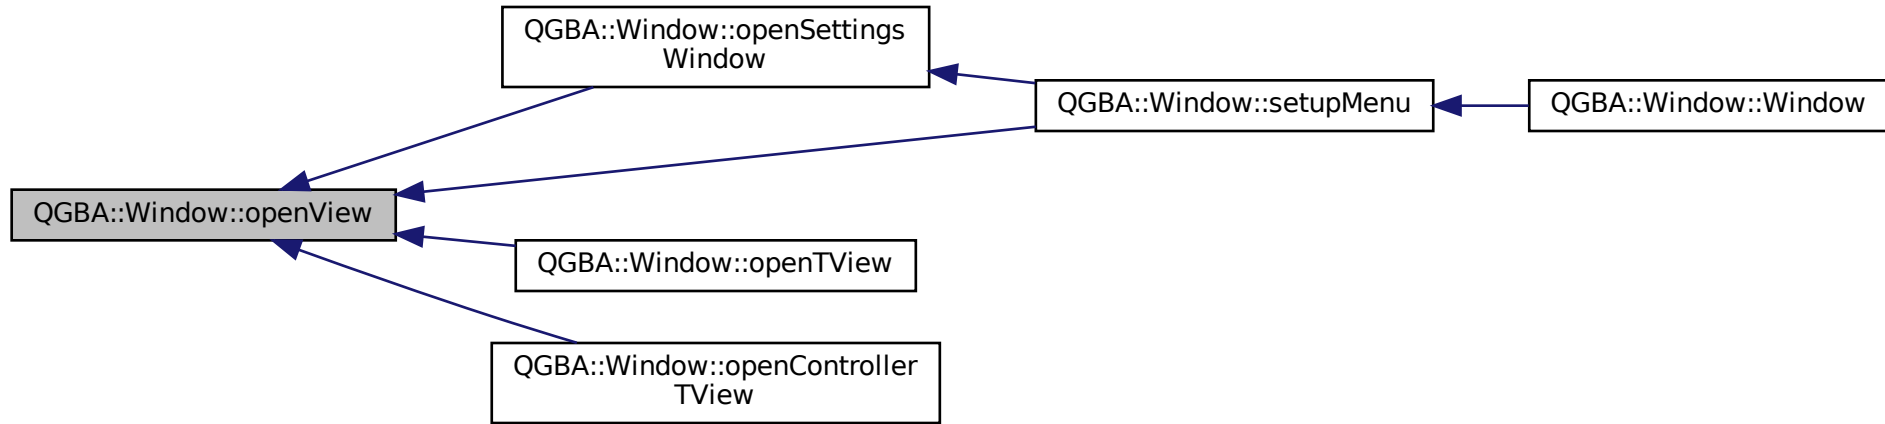 QGBA::Window::openSettings
Window
QGBA::Window::setupMenu
QGBA::Window::Window
QGBA::Window::openView
QGBA::Window::openTView
QGBA::Window::openController
TView